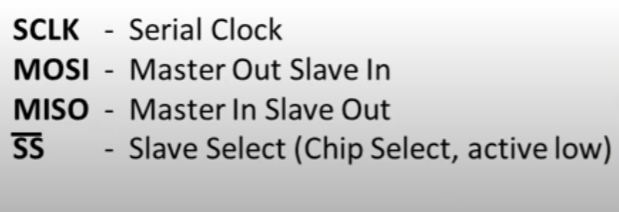 SCLK - Serial Clock
MOSI - Master Out Slave In
MISO - Master In Slave Out
S̅S̅ - Slave Select (Chip Select, active low)